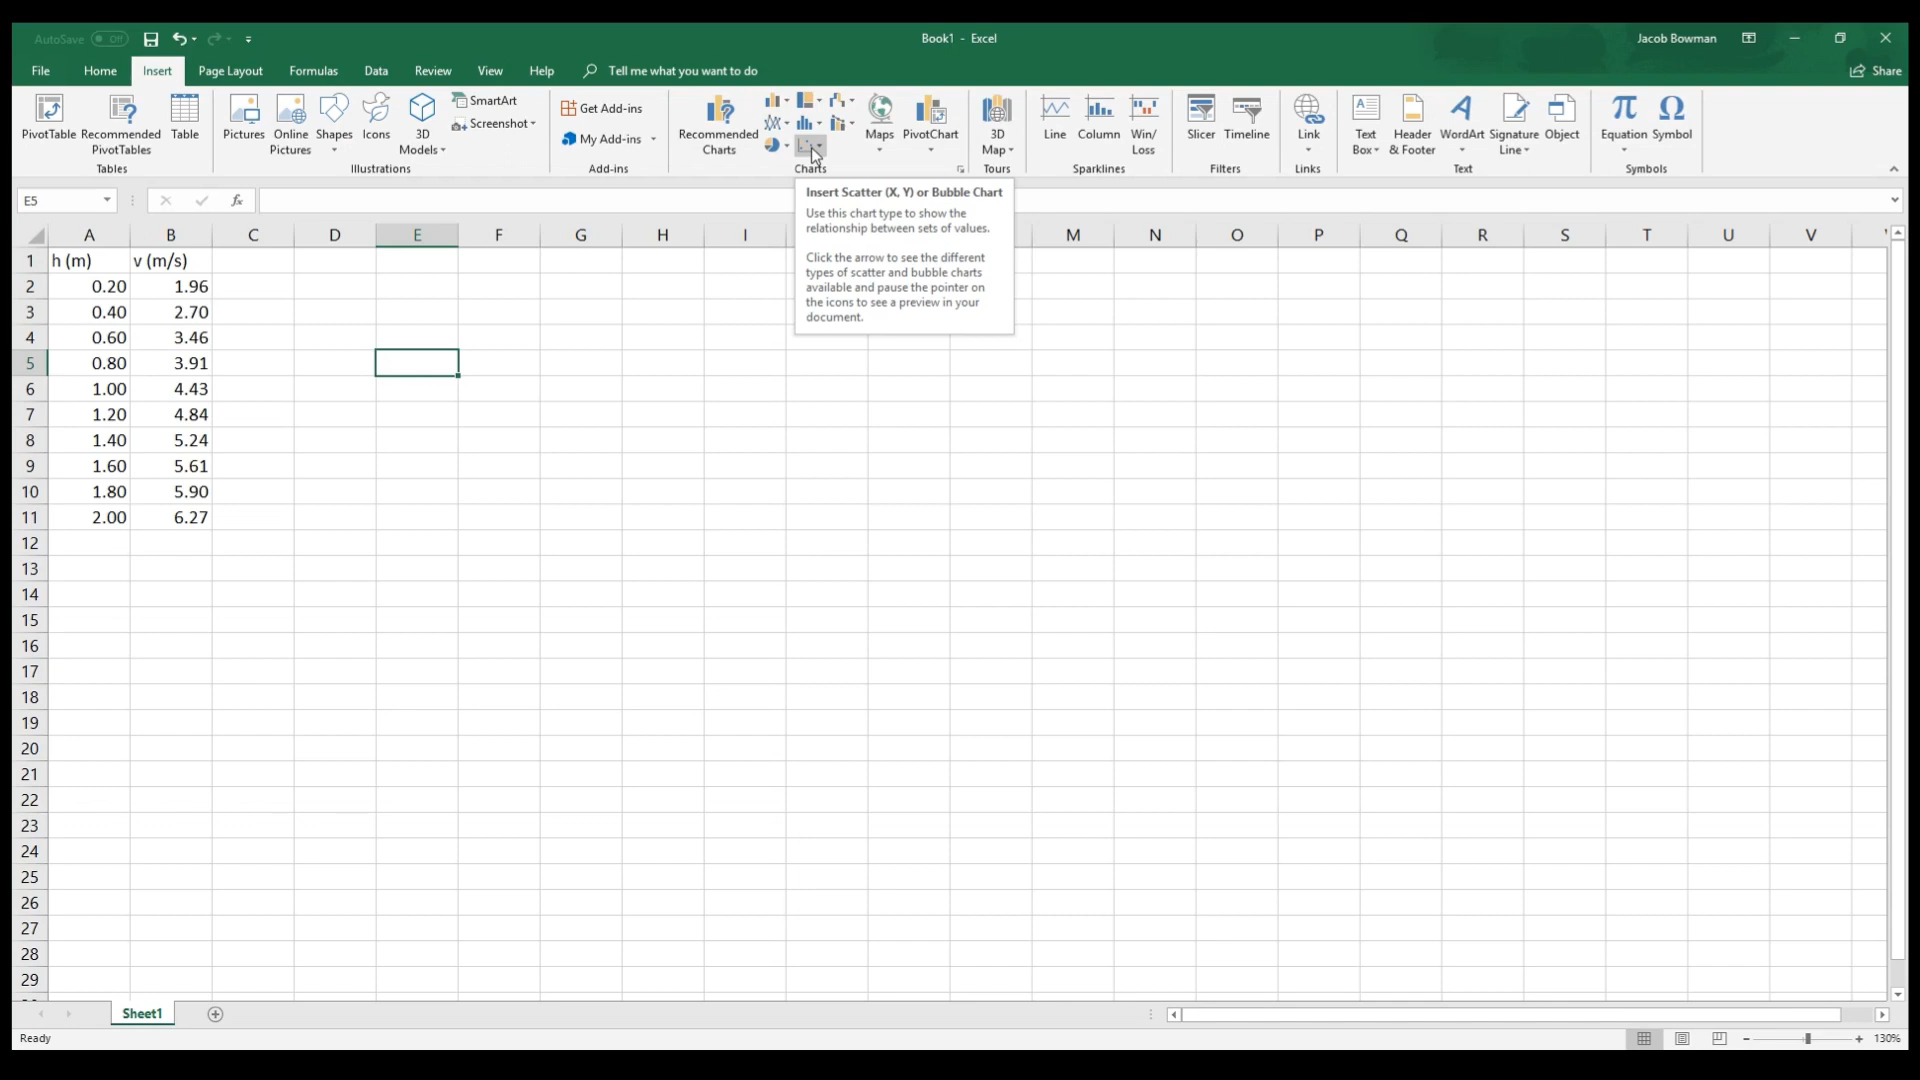 AutoSave Off
Book1 - Excel
Jacob Bowman
File Home Insert Page Layout Formulas Data Review View Help Tell me what you want to do
Share
PivotTable
Recommended
PivotTables
Table
Tables
Pictures
Online
Pictures
Shapes
Icons
3D
Models
SmartArt
Screenshot
Illustrations
Get Add-ins
My Add-ins
Add-ins
Recommended
Charts
Maps
PivotChart
Charts
3D
Map
Tours
Line
Column
Win/
Loss
Sparklines
Slicer
Timeline
Filters
Link
Links
Text
Box
Header
& Footer
WordArt
Signature
Line
Object
Text
Equation
Symbol
Symbols
E5
fx
Insert Scatter (X, Y) or Bubble Chart
Use this chart type to show the
relationship between sets of values.
Click the arrow to see the different
types of scatter and bubble charts
available and pause the pointer on
the icons to see a preview in your
document.
A B C D E F G H I M N O P Q R S T U V
1 h (m) v (m/s)
2 0.20 1.96
3 0.40 2.70
4 0.60 3.46
5 0.80 3.91
6 1.00 4.43
7 1.20 4.84
8 1.40 5.24
9 1.60 5.61
10 1.80 5.90
11 2.00 6.27
12
13
14
15
16
17
18
19
20
21
22
23
24
25
26
27
28
29
Sheet1
Ready
130%